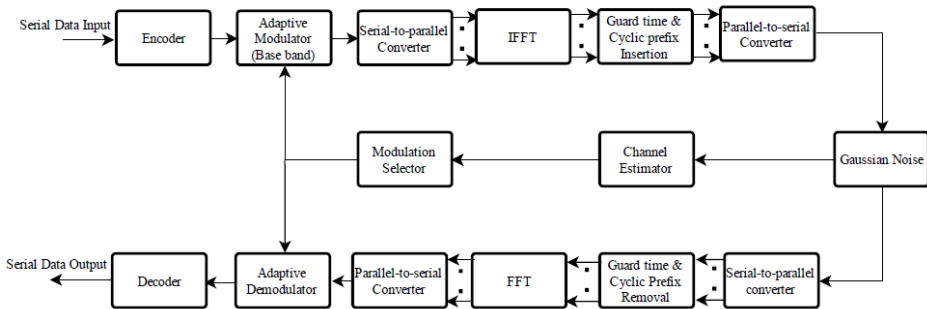 Serial Data Input
Encoder
Adaptive
Modulator
(Base band)
Serial-to-parallel
Converter
IFFT
Guard time &
Cyclic prefix
Insertion
Parallel-to-serial
Converter
Modulation
Selector
Channel
Estimator
Gaussian Noise
Serial Data Output
Decoder
Adaptive
Demodulator
Parallel-to-serial
Converter
FFT
Guard time &
Cyclic Prefix
Removal
Serial-to-parallel
converter